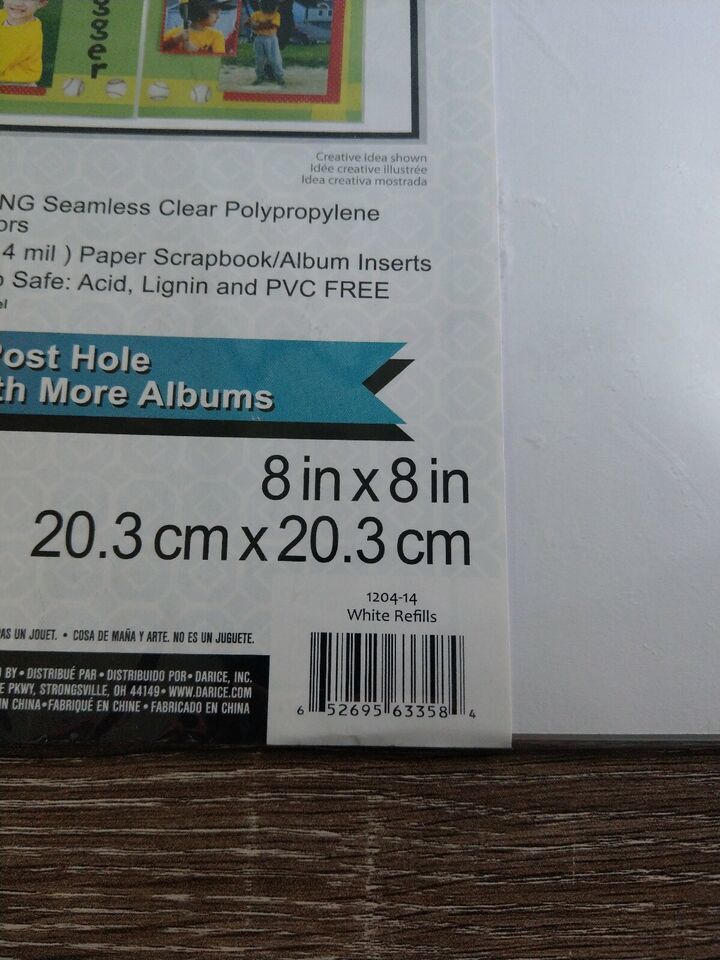 Creative Idea shown
Idée creative illustrée
Idea creativa mostrada
NG Seamless Clear Polypropylene
ors
4 mil ) Paper Scrapbook/Album Inserts
Safe: Acid, Lignin and PVC FREE
el
Post Hole
th More Albums
8 in x 8 in
20.3 cm x 20.3 cm
1204-14
White Refills
AS UN JOUET. • COSA DE MAÑA Y ARTE. NO ES UN JUGUETE.
BY • DISTRIBUÉ PAR • DISTRIBUIDO POR • DARICE, INC.
E PKWY, STRONGSVILLE, OH 44149 • WWW.DARICE.COM
IN CHINA • FABRIQUÉ EN CHINE • FABRICADO EN CHINA
6 52695 63358 4